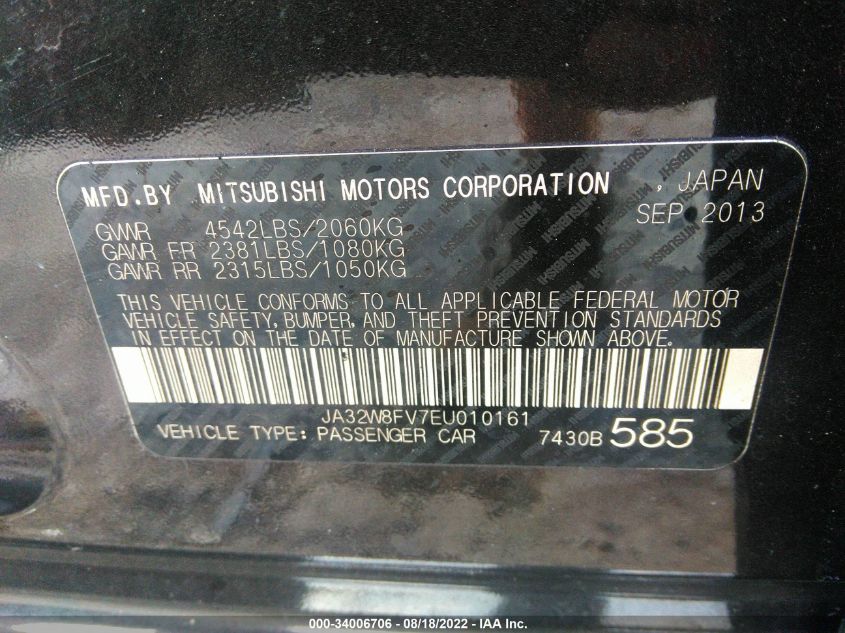 MFD.BY MITSUBISHI MOTORS CORPORATION , JAPAN
SEP 2013
GVWR 4542LBS/2060KG
GAWR FR 2381LBS/1080KG
GAWR RR 2315LBS/1050KG
THIS VEHICLE CONFORMS TO ALL APPLICABLE FEDERAL MOTOR
VEHICLE SAFETY, BUMPER, AND THEFT PREVENTION STANDARDS
IN EFFECT ON THE DATE OF MANUFACTURE SHOWN ABOVE.
JA32W8FV7EU010161
VEHICLE TYPE: PASSENGER CAR 7430B 585
000-34006706 - 08/18/2022 - IAA Inc.